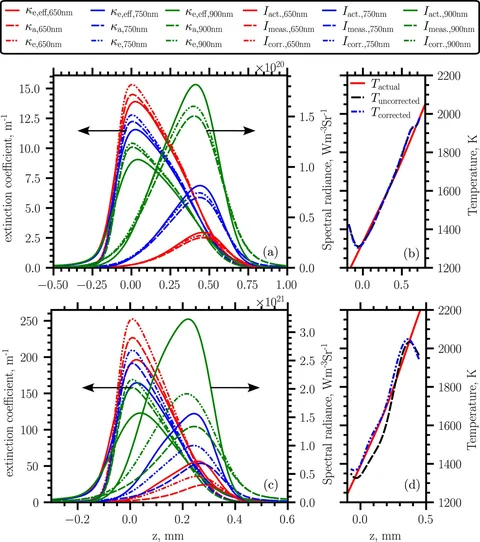 κe,eff,650nm κe,eff,750nm κe,eff,900nm Iact.,650nm Iact.,750nm Iact.,900nm
κa,650nm κa,750nm κa,900nm Imeas.,650nm Imeas.,750nm Imeas.,900nm
κe,650nm κe,750nm κe,900nm Icorr.,650nm Icorr.,750nm Icorr.,900nm
×10²⁰
15.0
12.5
10.0
7.5
5.0
2.5
0.0
extinction coefficient, m⁻¹
−0.50 −0.25 0.00 0.25 0.50 0.75 1.00
(a)
1.5
1.0
0.5
0.0
Spectral radiance, Wm⁻³Sr⁻¹
Tactual
Tuncorrected
Tcorrected
(b)
0.0 0.5
2200
2000
1800
1600
1400
1200
Temperature, K
×10²¹
250
200
150
100
50
0
extinction coefficient, m⁻¹
−0.2 0.0 0.2 0.4 0.6
z, mm
(c)
3.0
2.5
2.0
1.5
1.0
0.5
0.0
Spectral radiance, Wm⁻³Sr⁻¹
(d)
0.0 0.5
z, mm
2200
2000
1800
1600
1400
1200
Temperature, K